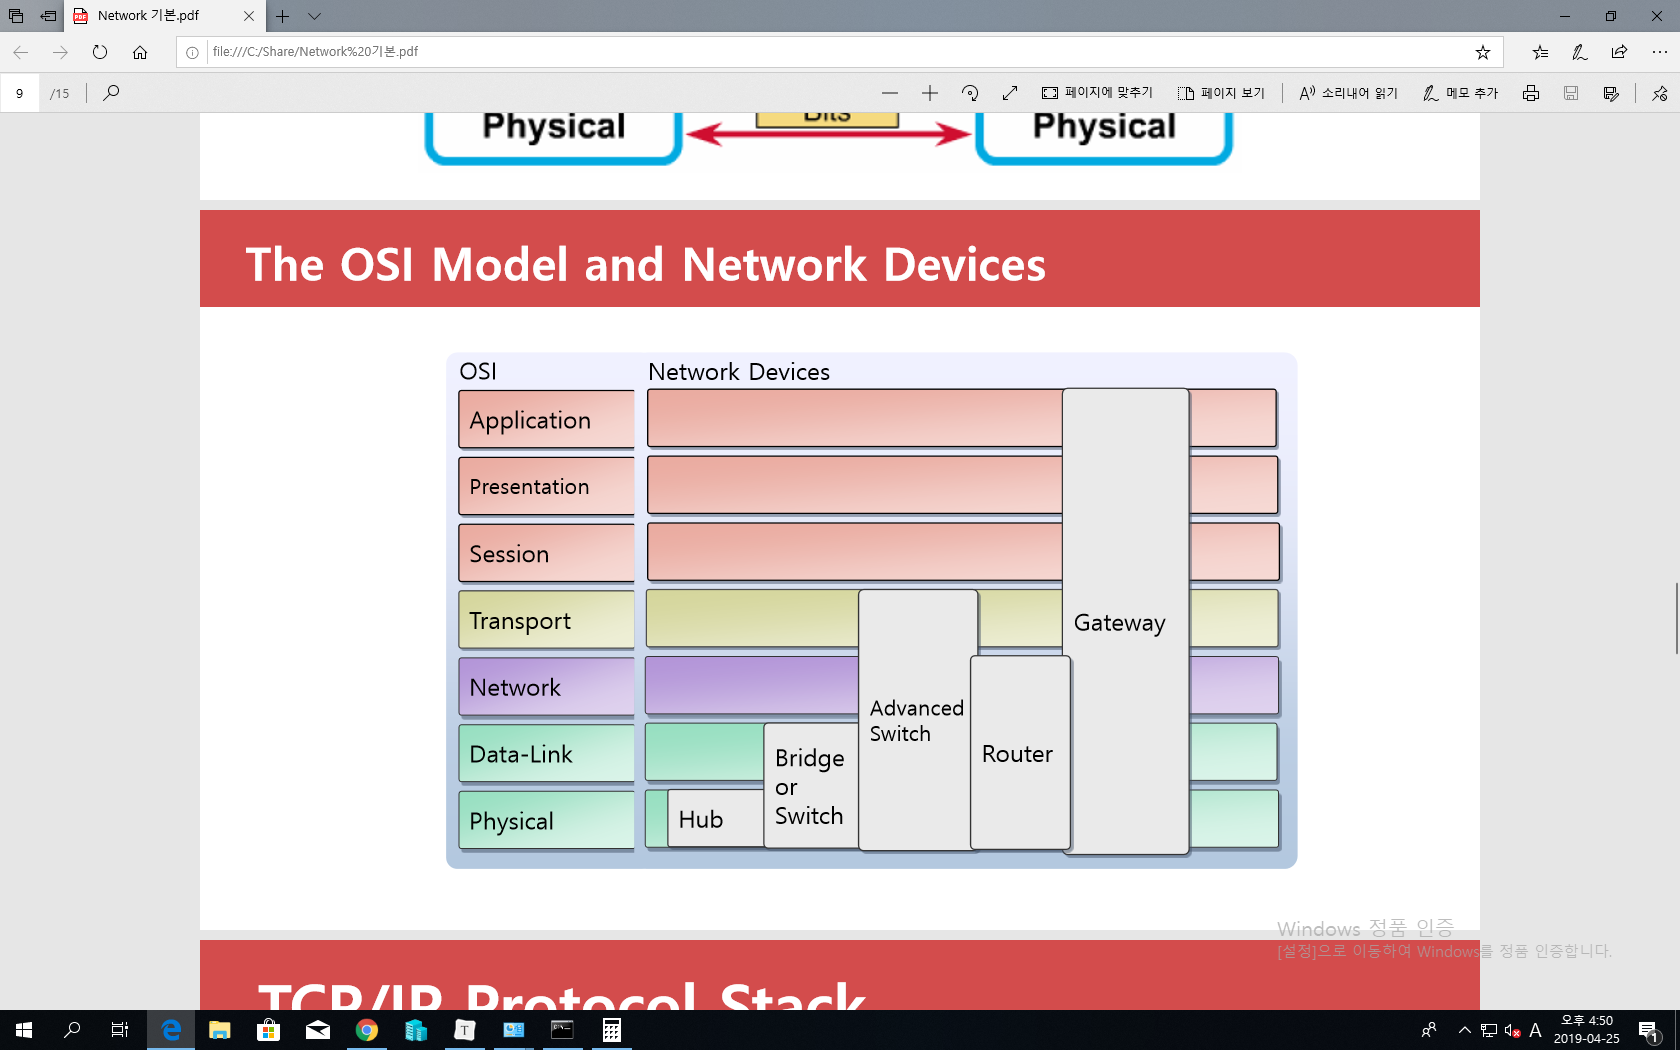 Network 기본.pdf
file:///C:/Share/Network%20기본.pdf
9 /15
페이지에 맞추기
페이지 보기
소리내어 읽기
메모 추가
Bits
Physical
Physical
The OSI Model and Network Devices
OSI
Network Devices
Application
Presentation
Session
Transport
Network
Data-Link
Physical
Hub
Bridge
or
Switch
Advanced
Switch
Router
Gateway
Windows 정품 인증
[설정]으로 이동하여 Windows를 정품 인증합니다.
TCP/IP Protocol Stack
A
오후 4:50
2019-04-25
1